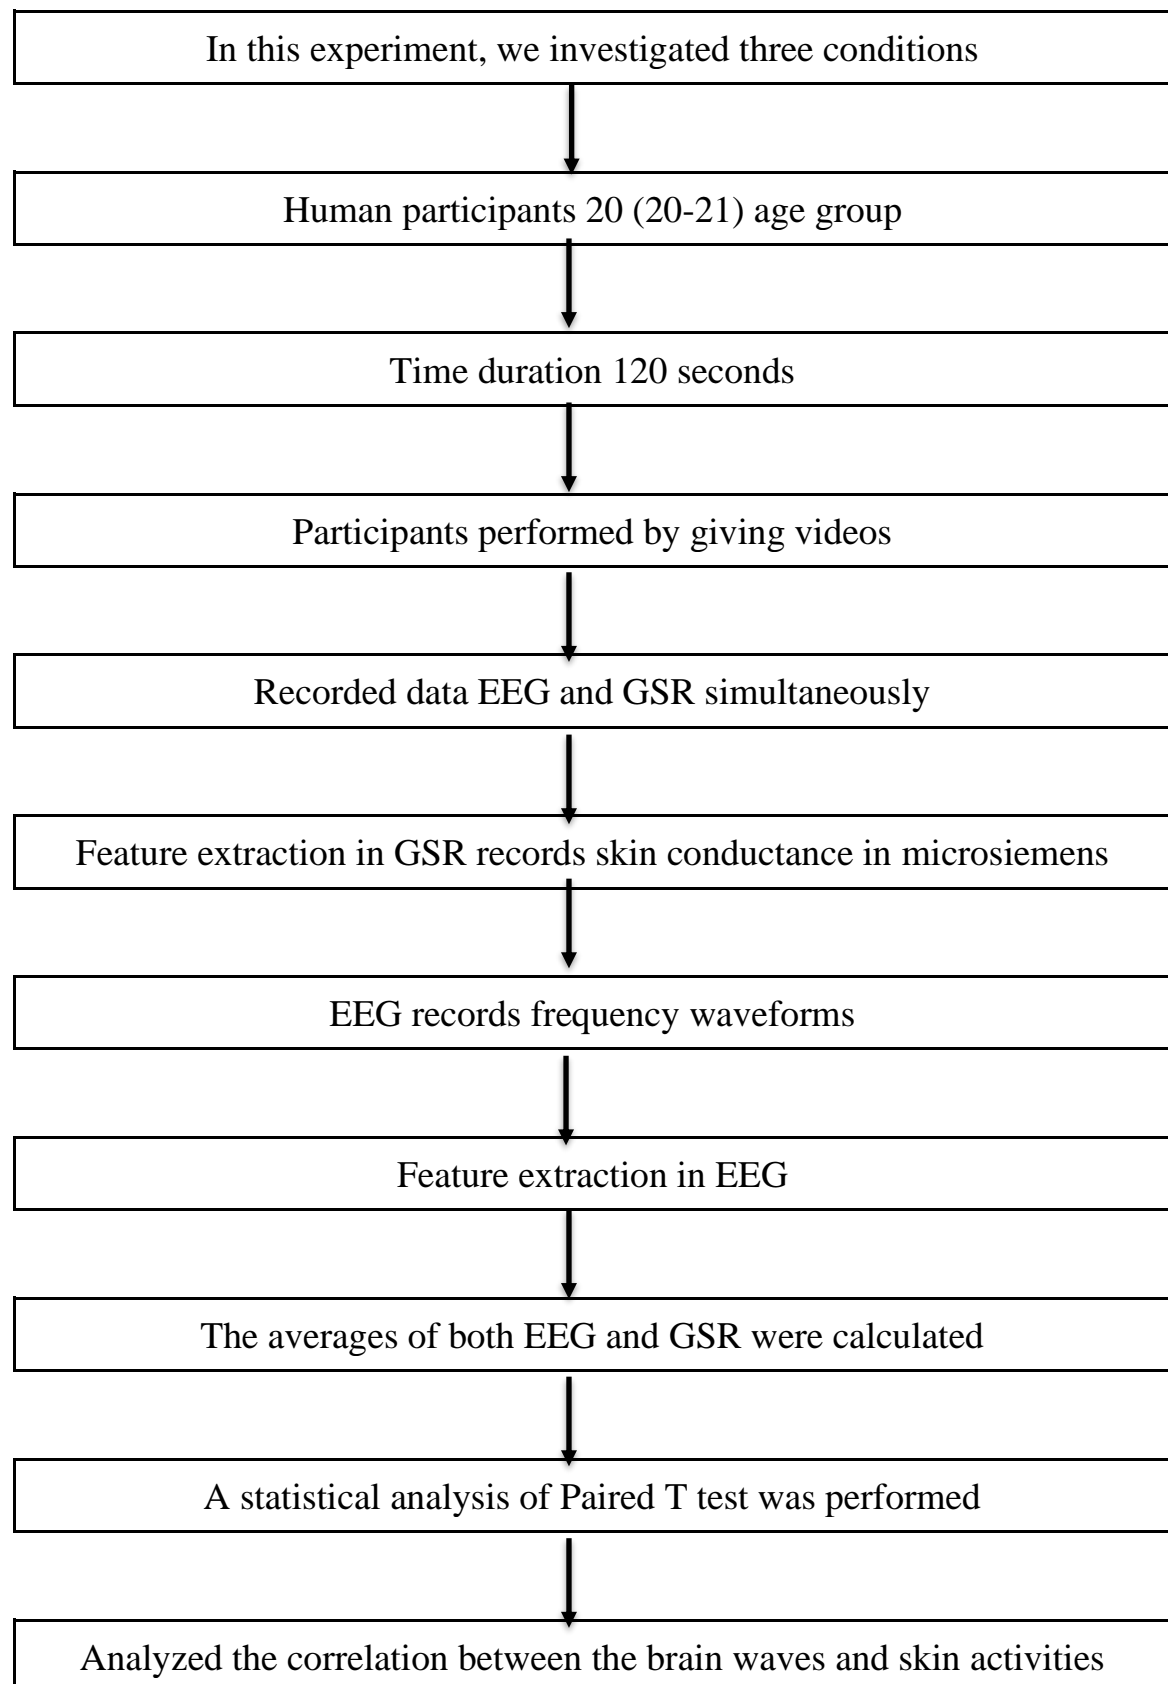 In this experiment, we investigated three conditions
Human participants 20 (20-21) age group
Time duration 120 seconds
Participants performed by giving videos
Recorded data EEG and GSR simultaneously
Feature extraction in GSR records skin conductance in microsiemens
EEG records frequency waveforms
Feature extraction in EEG
The averages of both EEG and GSR were calculated
A statistical analysis of Paired T test was performed
Analyzed the correlation between the brain waves and skin activities